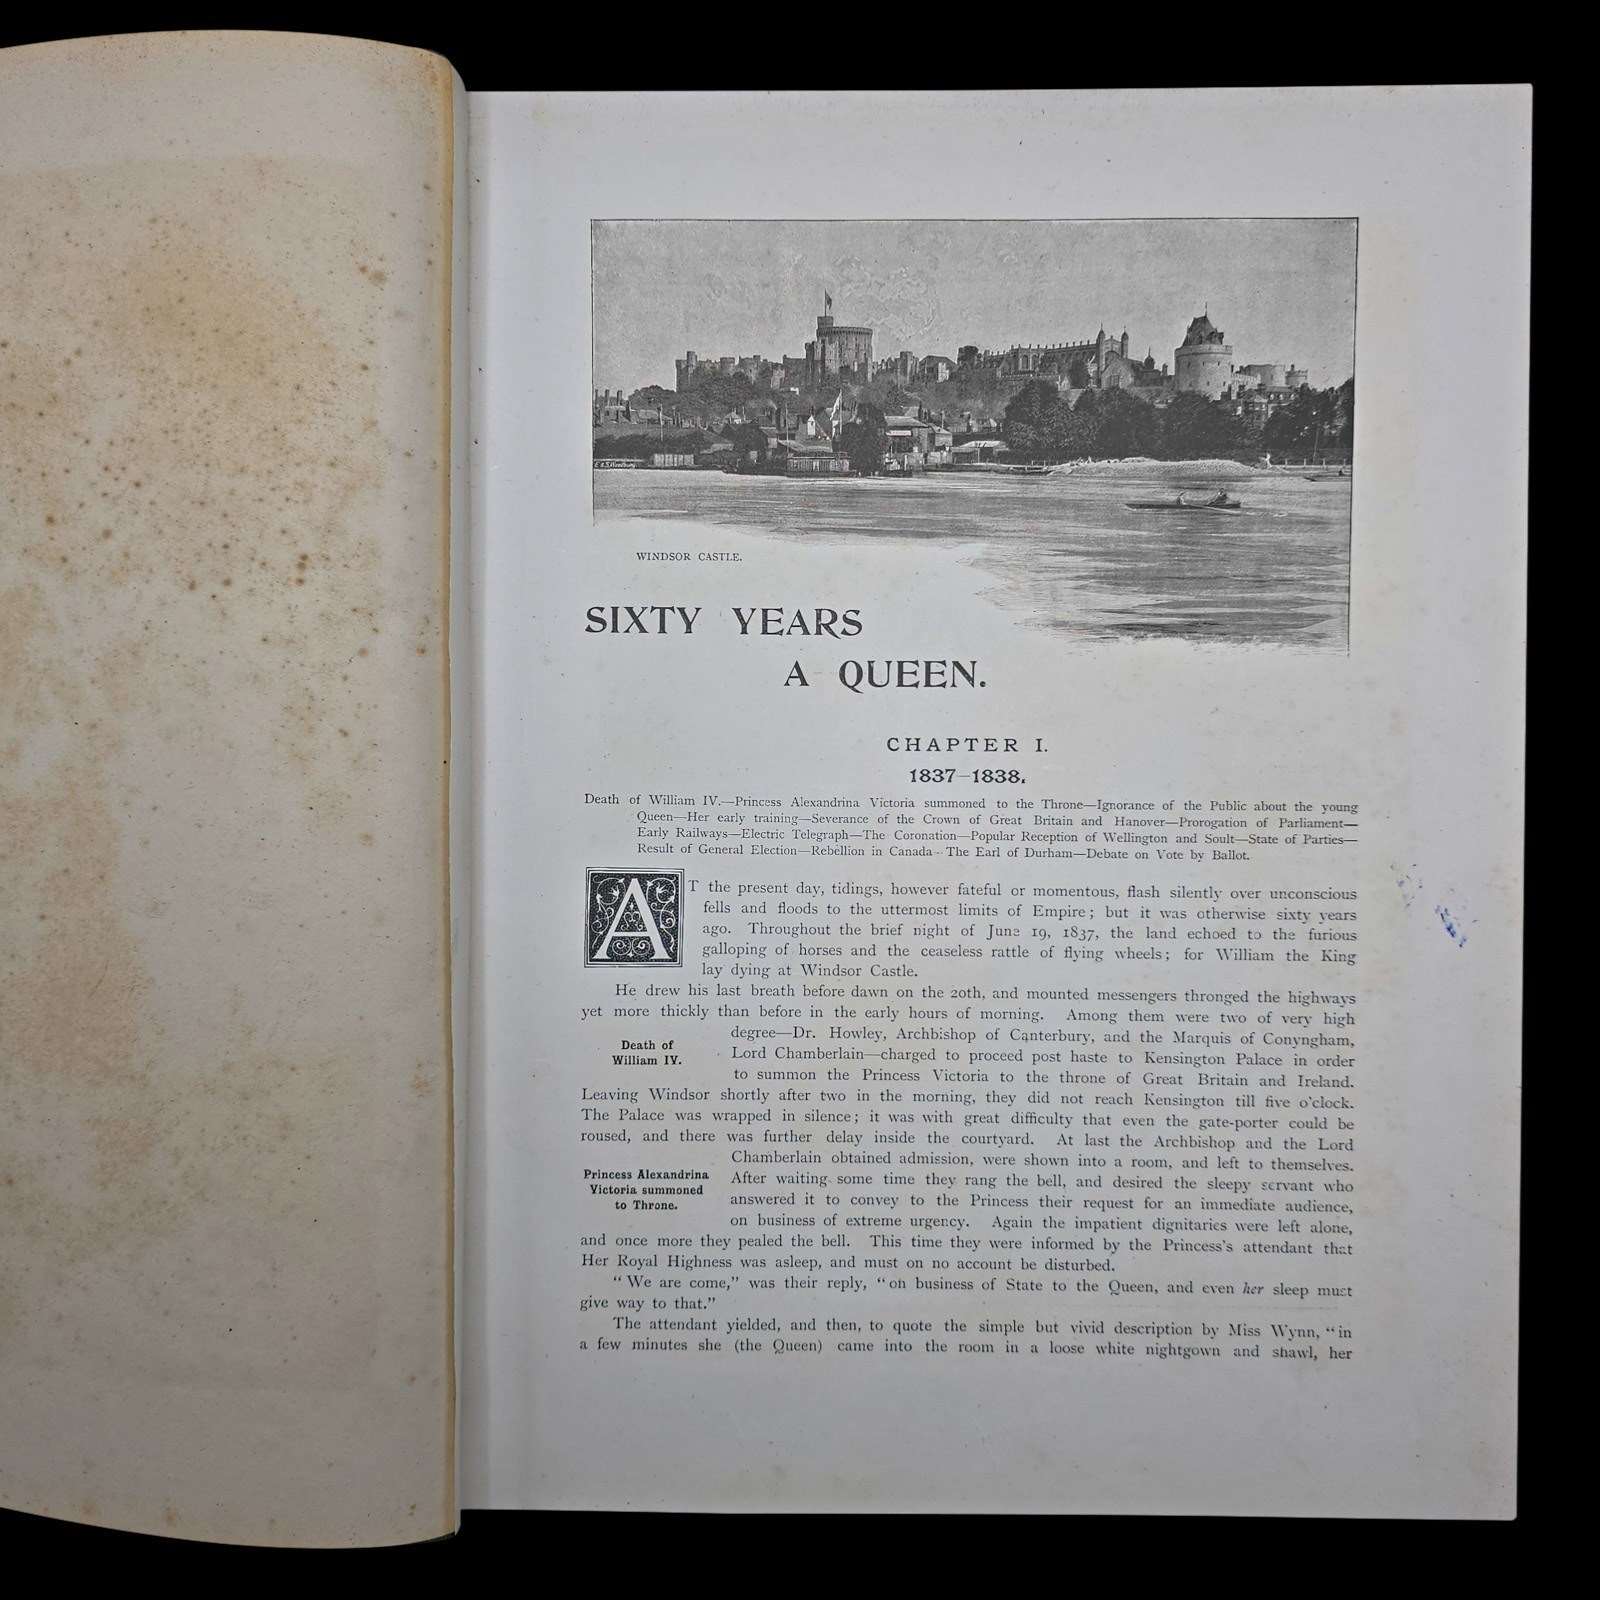 E & S. Woodbury
WINDSOR CASTLE.
SIXTY YEARS
A QUEEN.
CHAPTER I.
1837–1838.
Death of William IV.—Princess Alexandrina Victoria summoned to the Throne—Ignorance of the Public about the young
Queen—Her early training—Severance of the Crown of Great Britain and Hanover—Prorogation of Parliament—
Early Railways—Electric Telegraph—The Coronation—Popular Reception of Wellington and Soult—State of Parties—
Result of General Election—Rebellion in Canada—The Earl of Durham—Debate on Vote by Ballot.
AT the present day, tidings, however fateful or momentous, flash silently over unconscious
fells and floods to the uttermost limits of Empire; but it was otherwise sixty years
ago. Throughout the brief night of June 19, 1837, the land echoed to the furious
galloping of horses and the ceaseless rattle of flying wheels; for William the King
lay dying at Windsor Castle.
He drew his last breath before dawn on the 20th, and mounted messengers thronged the highways
yet more thickly than before in the early hours of morning. Among them were two of very high
Death of
William IV.
degree—Dr. Howley, Archbishop of Canterbury, and the Marquis of Conyngham,
Lord Chamberlain—charged to proceed post haste to Kensington Palace in order
to summon the Princess Victoria to the throne of Great Britain and Ireland.
Leaving Windsor shortly after two in the morning, they did not reach Kensington till five o'clock.
The Palace was wrapped in silence; it was with great difficulty that even the gate-porter could be
roused, and there was further delay inside the courtyard. At last the Archbishop and the Lord
Princess Alexandrina
Victoria summoned
to Throne.
Chamberlain obtained admission, were shown into a room, and left to themselves.
After waiting some time they rang the bell, and desired the sleepy servant who
answered it to convey to the Princess their request for an immediate audience,
on business of extreme urgency. Again the impatient dignitaries were left alone,
and once more they pealed the bell. This time they were informed by the Princess's attendant that
Her Royal Highness was asleep, and must on no account be disturbed.
"We are come," was their reply, "on business of State to the Queen, and even her sleep must
give way to that."
The attendant yielded, and then, to quote the simple but vivid description by Miss Wynn, "in
a few minutes she (the Queen) came into the room in a loose white nightgown and shawl, her